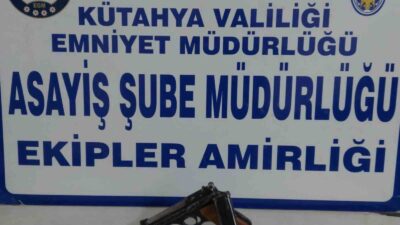 KÜTAHYA VALİLİĞİ
EMNİYET MÜDÜRLÜĞÜ
ASAYİŞ ŞUBE MÜDÜRLÜĞÜ
EKİPLER AMİRLİĞİ